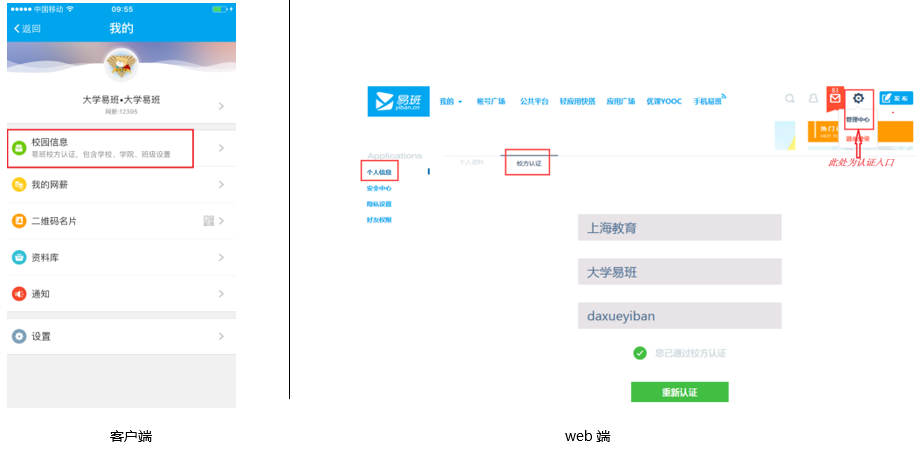 中国移动 09:55
返回 我的
大学易班•大学易班
网薪:12395
校园信息
易班校方认证，包含学校、学院、班级设置
我的网薪
二维码名片
资料库
通知
设置
客户端
易班
yiban.cn
我的 帐号广场 公共平台 轻应用快搭 应用广场 优课YOOC 手机易班
83
发布
管理中心
热门
此处为认证入口
Applications
个人资料 校方认证
个人信息
安全中心
隐私设置
好友权限
上海教育
大学易班
daxueyiban
您已通过校方认证
重新认证
web 端